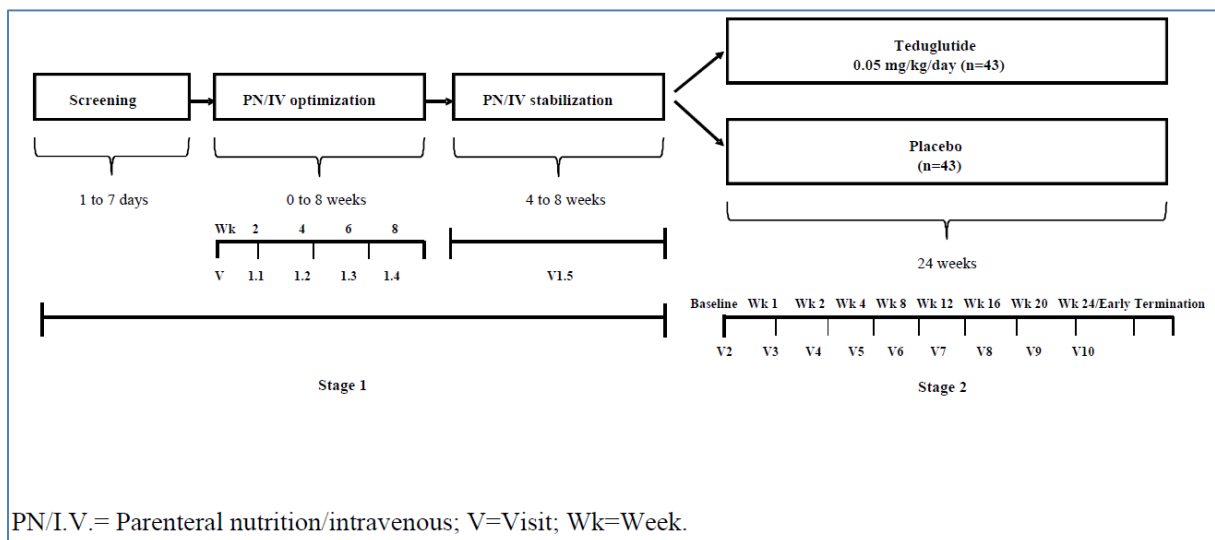 Teduglutide
0.05 mg/kg/day (n=43)
Screening
PN/IV optimization
PN/IV stabilization
Placebo
(n=43)
1 to 7 days
0 to 8 weeks
4 to 8 weeks
24 weeks
Wk 2 4 6 8
V 1.1 1.2 1.3 1.4
V1.5
Baseline Wk 1 Wk 2 Wk 4 Wk 8 Wk 12 Wk 16 Wk 20 Wk 24/Early Termination
V2 V3 V4 V5 V6 V7 V8 V9 V10
Stage 1
Stage 2
PN/I.V.= Parenteral nutrition/intravenous; V=Visit; Wk=Week.